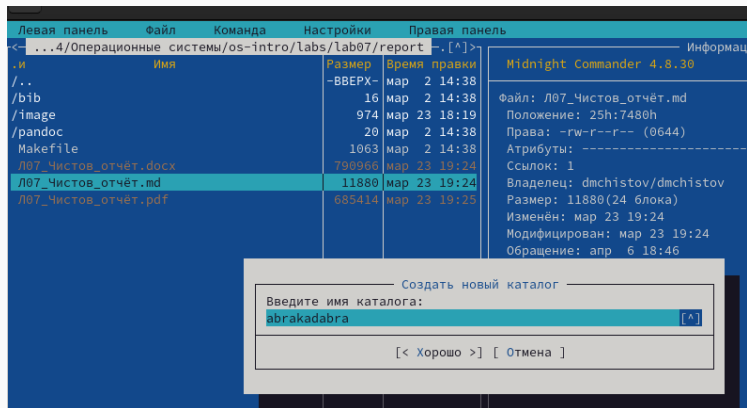 Левая панель Файл Команда Настройки Правая панель
<— ...4/Операционные системы/os-intro/labs/lab07/report —.[^]>
Информац
.и Имя Размер Время правки
Midnight Commander 4.8.30
/.. -ВВЕРХ- мар 2 14:38
/bib 16 мар 2 14:38
Файл: Л07_Чистов_отчёт.md
/image 974 мар 23 18:19
Положение: 25h:7480h
/pandoc 20 мар 2 14:38
Права: -rw-r--r-- (0644)
Makefile 1063 мар 2 14:38
Атрибуты: ----------------------
Л07_Чистов_отчёт.docx 790966 мар 23 19:24
Ссылок: 1
Л07_Чистов_отчёт.md 11880 мар 23 19:24
Владелец: dmchistov/dmchistov
Л07_Чистов_отчёт.pdf 685414 мар 23 19:25
Размер: 11880(24 блока)
Изменён: мар 23 19:24
Модифицирован: мар 23 19:24
Обращение: апр 6 18:46
Создать новый каталог
Введите имя каталога:
abrakadabra [^]
[< Хорошо >] [ Отмена ]